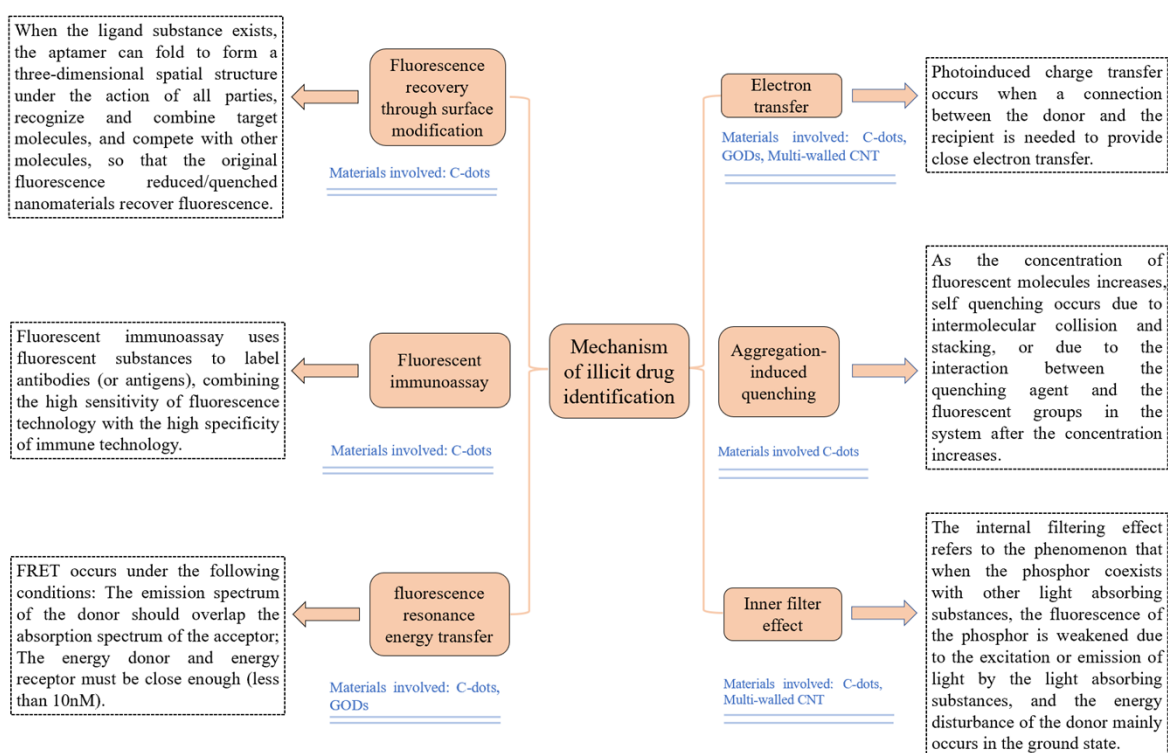 When the ligand substance exists,
the aptamer can fold to form a
three-dimensional spatial structure
under the action of all parties,
recognize and combine target
molecules, and compete with other
molecules, so that the original
fluorescence reduced/quenched
nanomaterials recover fluorescence.
Fluorescence
recovery
through surface
modification
Materials involved: C-dots
Fluorescent immunoassay uses
fluorescent substances to label
antibodies (or antigens), combining
the high sensitivity of fluorescence
technology with the high specificity
of immune technology.
Fluorescent
immunoassay
Materials involved: C-dots
FRET occurs under the following
conditions: The emission spectrum
of the donor should overlap the
absorption spectrum of the acceptor;
The energy donor and energy
receptor must be close enough (less
than 10nM).
fluorescence
resonance
energy transfer
Materials involved: C-dots,
GODs
Mechanism
of illicit drug
identification
Electron
transfer
Materials involved: C-dots,
GODs, Multi-walled CNT
Photoinduced charge transfer
occurs when a connection
between the donor and the
recipient is needed to provide
close electron transfer.
Aggregation-
induced
quenching
Materials involved C-dots
As the concentration of
fluorescent molecules increases,
self quenching occurs due to
intermolecular collision and
stacking, or due to the
interaction between the
quenching agent and the
fluorescent groups in the
system after the concentration
increases.
Inner filter
effect
Materials involved: C-dots,
Multi-walled CNT
The internal filtering effect
refers to the phenomenon that
when the phosphor coexists
with other light absorbing
substances, the fluorescence
of the phosphor is weakened due
to the excitation or emission of
light by the light absorbing
substances, and the energy
disturbance of the donor mainly
occurs in the ground state.